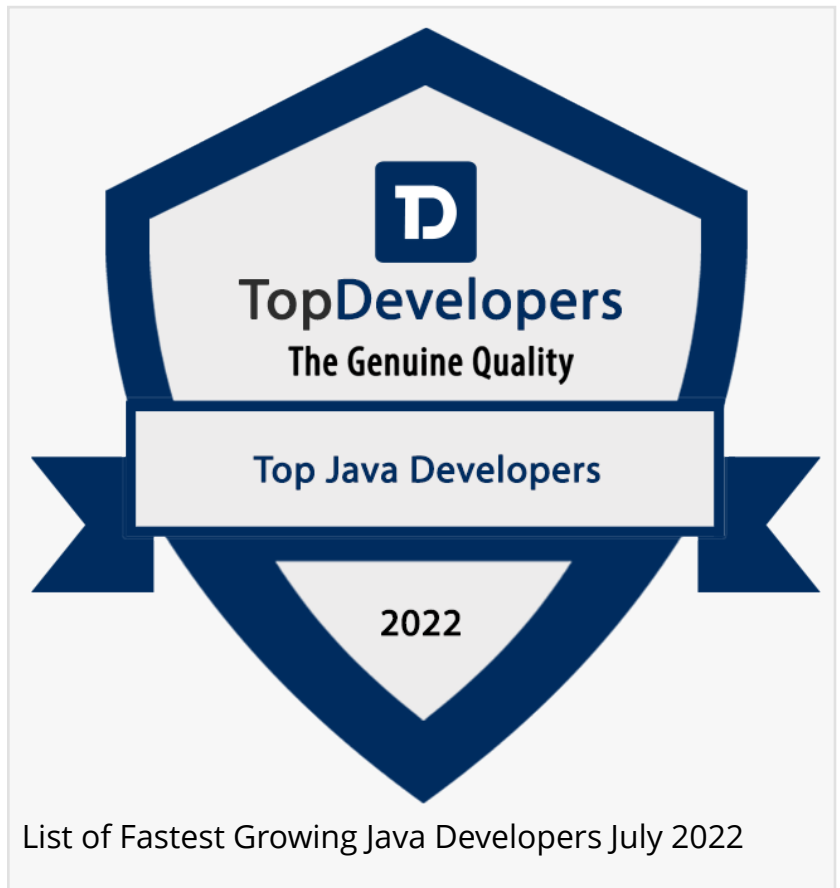 TD
TopDevelopers
The Genuine Quality
Top Java Developers
2022
List of Fastest Growing Java Developers July 2022